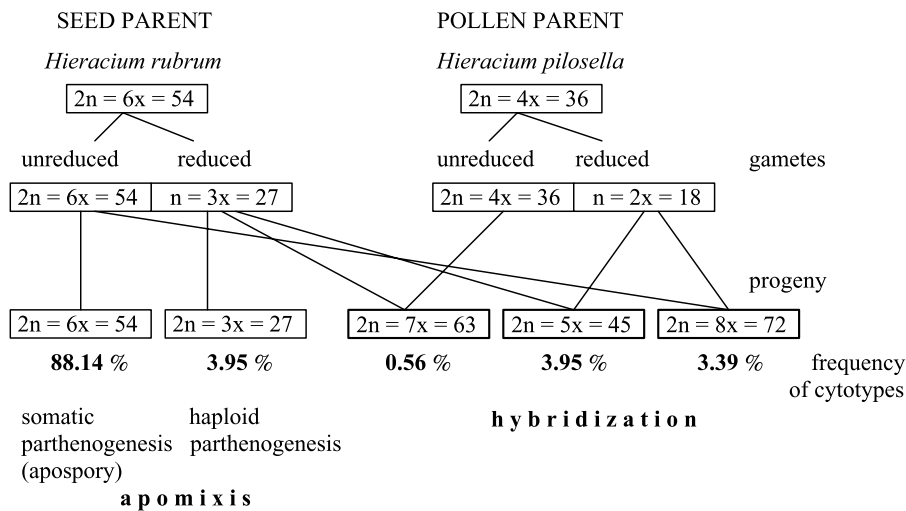 SEED PARENT POLLEN PARENT
Hieracium rubrum Hieracium pilosella
2n = 6x = 54 2n = 4x = 36
unreduced reduced unreduced reduced gametes
2n = 6x = 54 n = 3x = 27 2n = 4x = 36 n = 2x = 18
progeny
2n = 6x = 54 2n = 3x = 27 2n = 7x = 63 2n = 5x = 45 2n = 8x = 72
88.14 % 3.95 % 0.56 % 3.95 % 3.39 % frequency
of cytotypes
somatic haploid hybridization
parthenogenesis parthenogenesis
(apospory)
apomixis